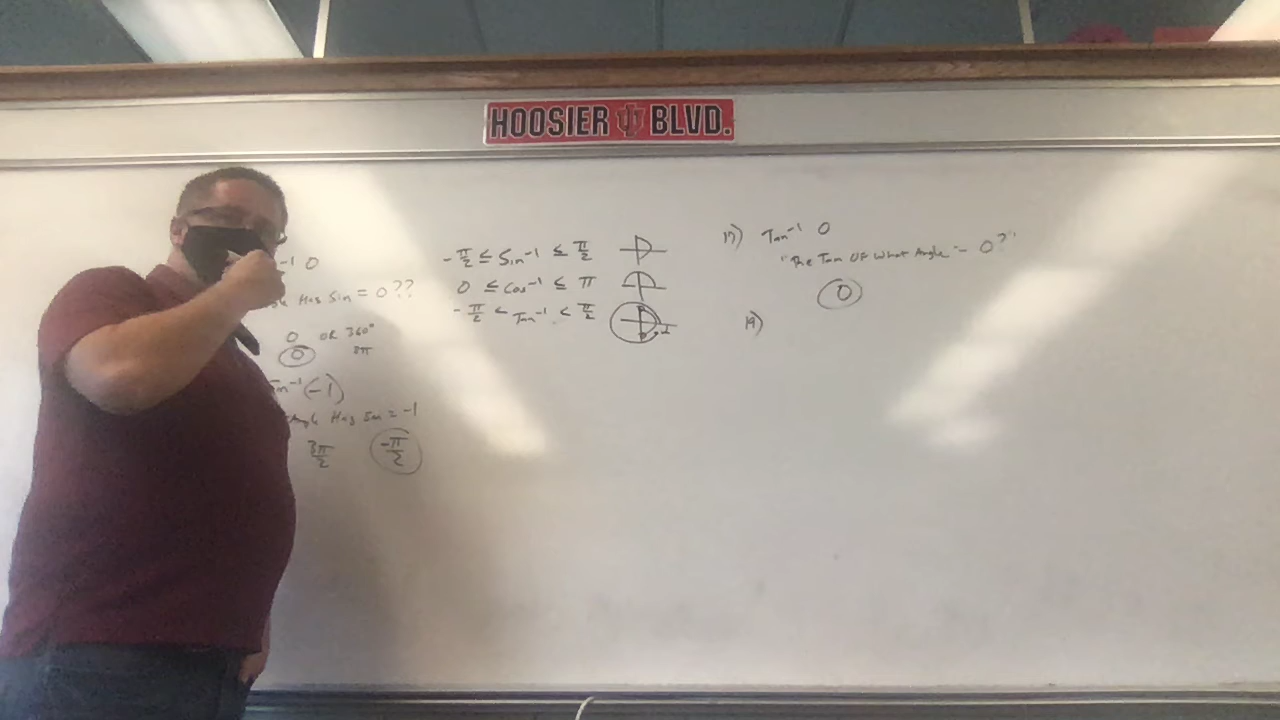 HOOSIER IU BLVD.
-1 0
Has Sin = 0??
0 OR 360°
0 2π
-1 (-1)
Angle Has Sin = -1
3π/2 -π/2
-π/2 ≤ Sin-1 ≤ π/2
0 ≤ Cos-1 ≤ π
-π/2 < Tan-1 < π/2
17) Tan-1 0
"The Tan OF What Angle = 0?"
0
19)